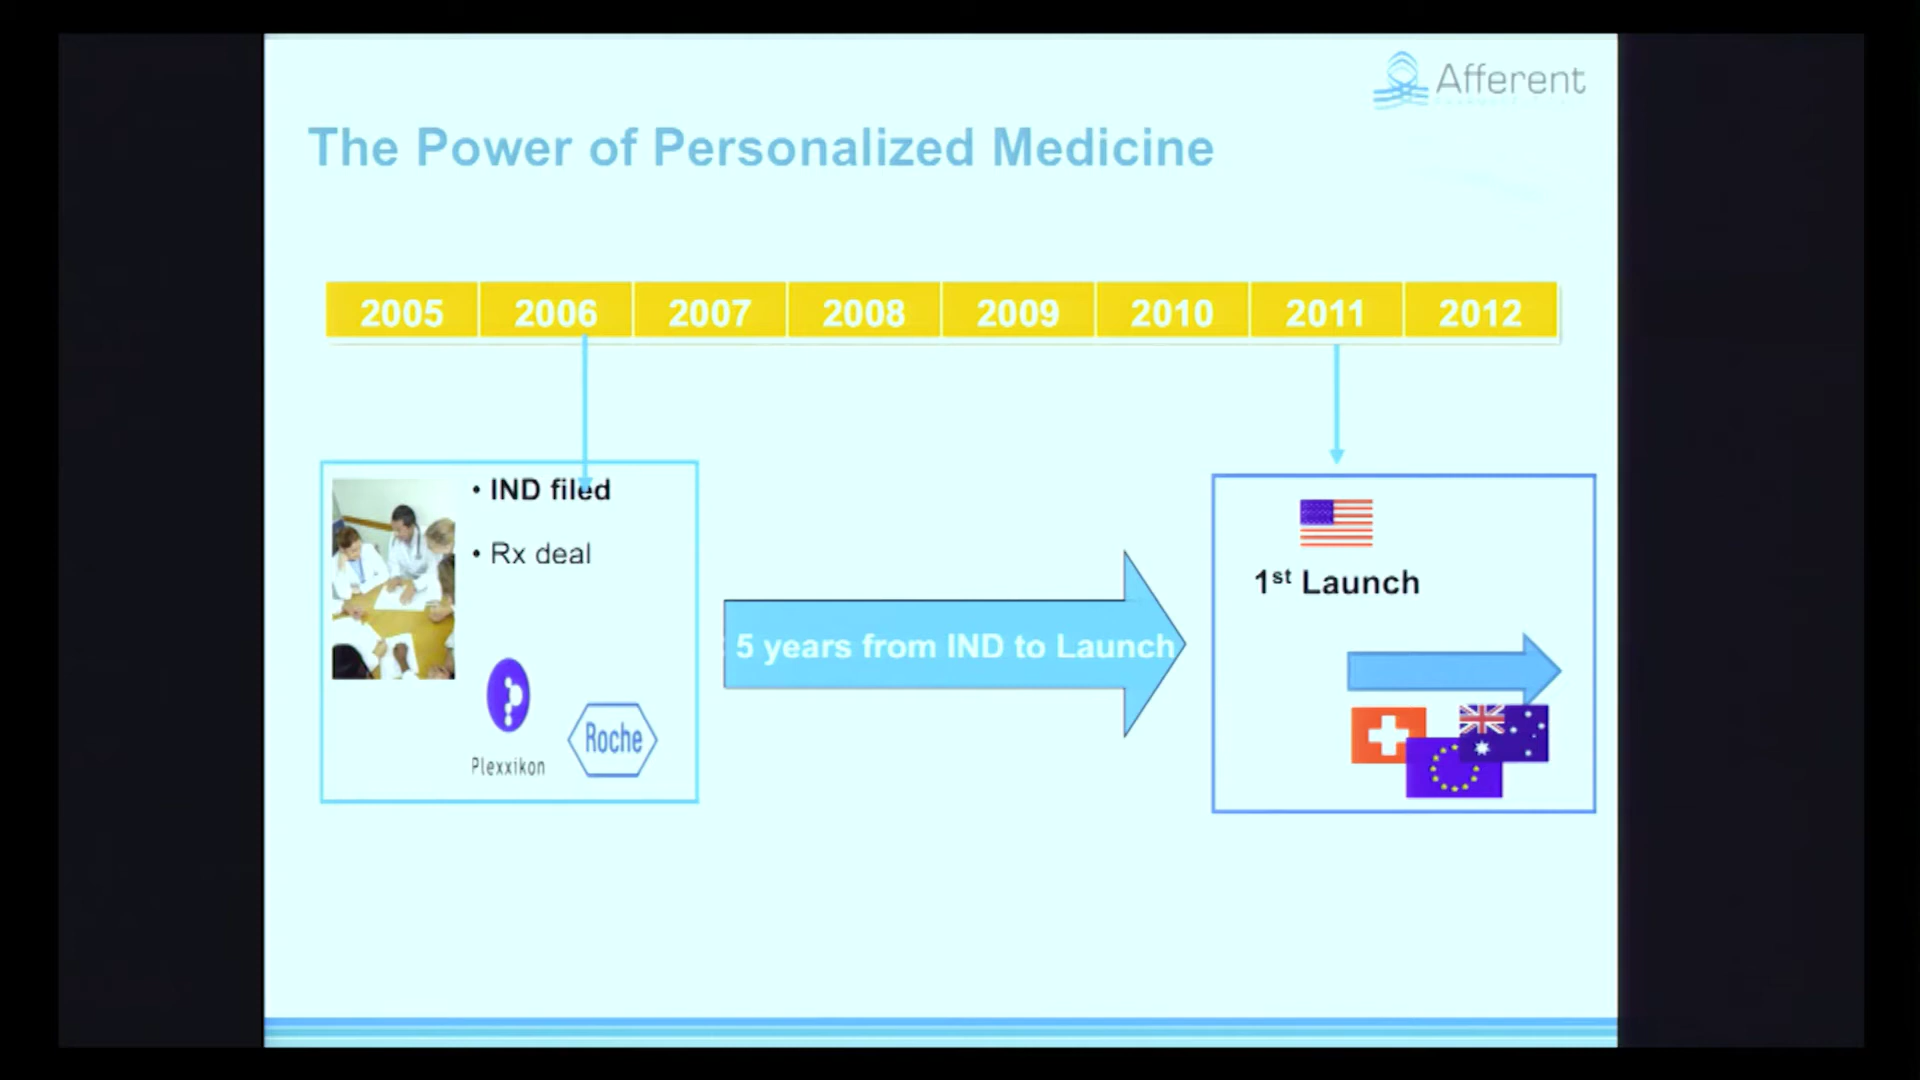 Afferent
The Power of Personalized Medicine
2005 2006 2007 2008 2009 2010 2011 2012
• IND filed
• Rx deal
Plexxikon
Roche
5 years from IND to Launch
1st Launch